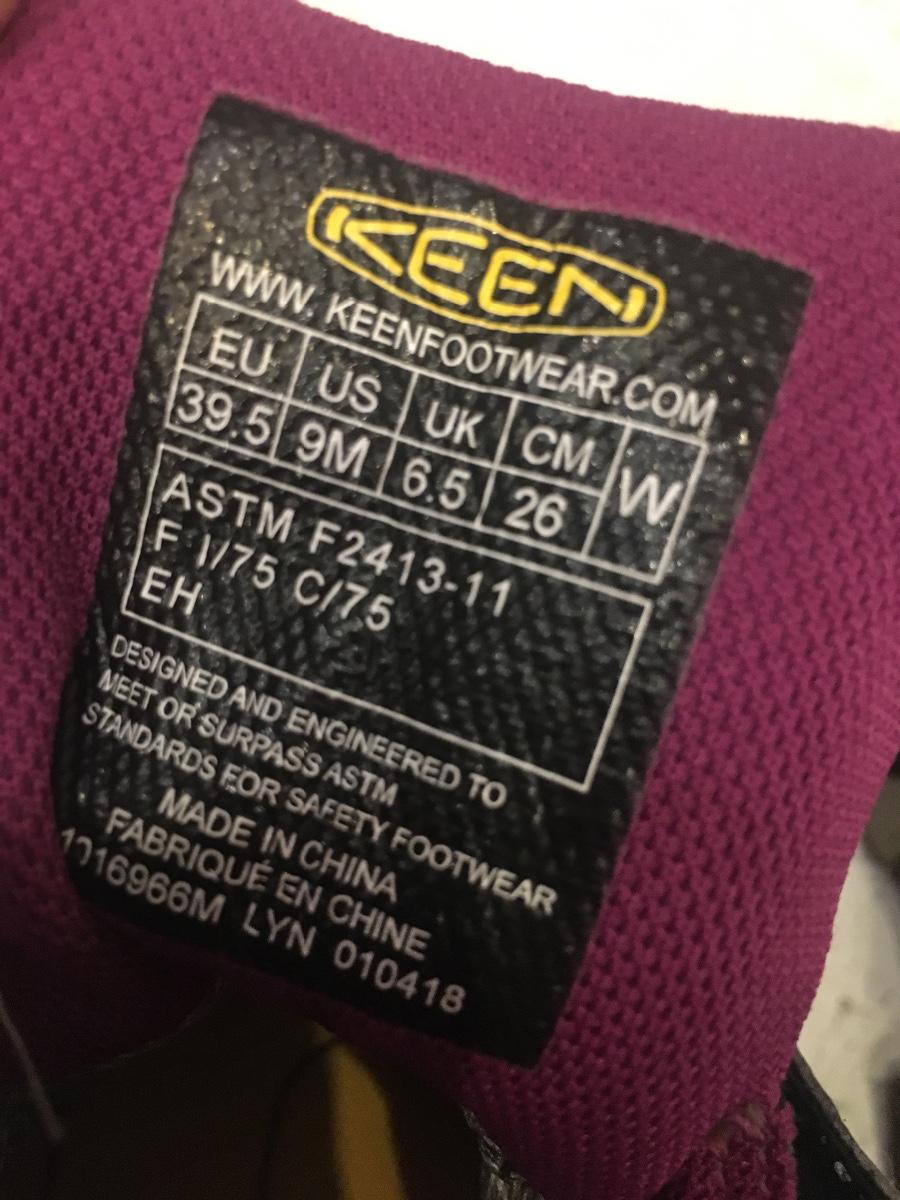 KEEN
WWW. KEENFOOTWEAR.COM
EU US UK CM W
39.5 9M 6.5 26
ASTM F2413-11
F I/75 C/75
EH
DESIGNED AND ENGINEERED TO
MEET OR SURPASS ASTM
STANDARDS FOR SAFETY FOOTWEAR
MADE IN CHINA
FABRIQUÉ EN CHINE
1016966M LYN 010418